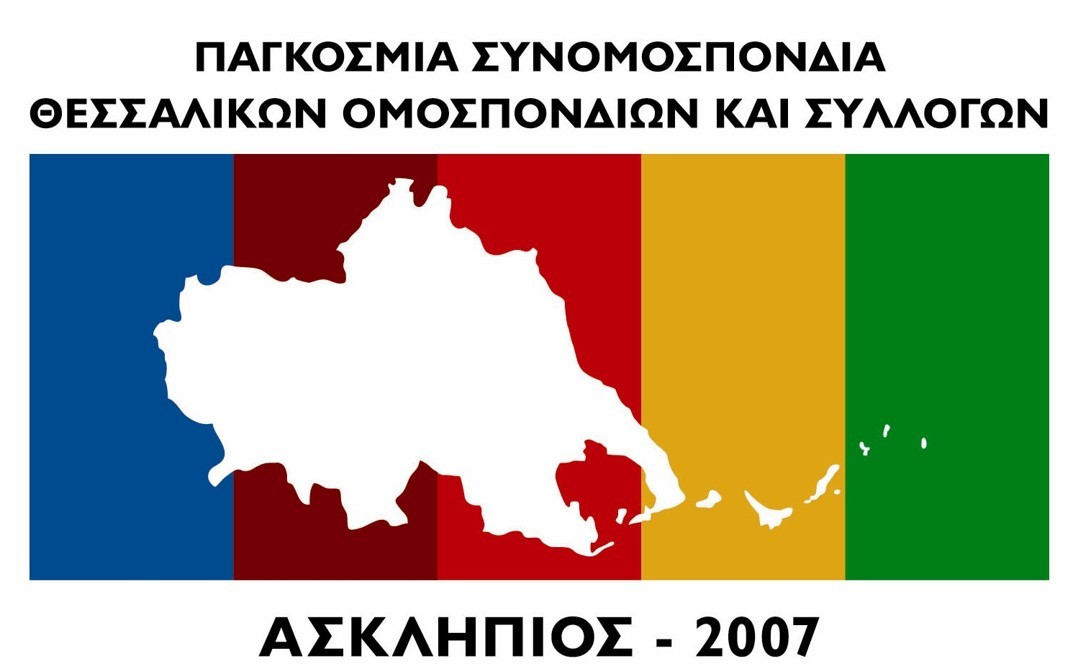 ΠΑΓΚΟΣΜΙΑ ΣΥΝΟΜΟΣΠΟΝΔΙΑ
ΘΕΣΣΑΛΙΚΩΝ ΟΜΟΣΠΟΝΔΙΩΝ ΚΑΙ ΣΥΛΛΟΓΩΝ
ΑΣΚΛΗΠΙΟΣ - 2007